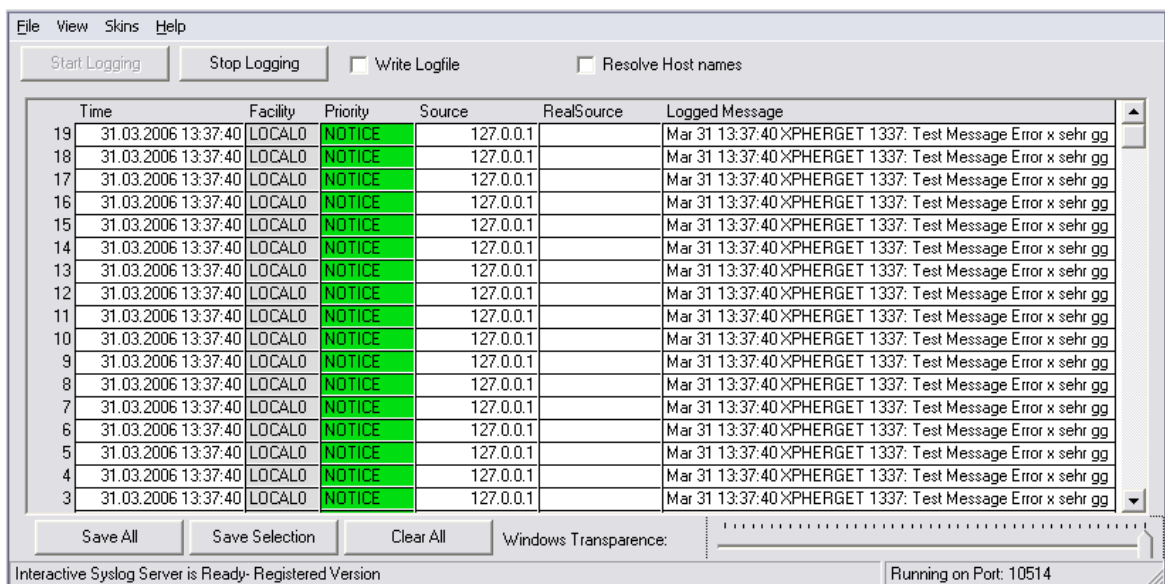 File View Skins Help
Start Logging Stop Logging Write Logfile Resolve Host names
Time Facility Priority Source RealSource Logged Message
19 31.03.2006 13:37:40 LOCAL0 NOTICE 127.0.0.1 Mar 31 13:37:40 XPHERGET 1337: Test Message Error x sehr gg
18 31.03.2006 13:37:40 LOCAL0 NOTICE 127.0.0.1 Mar 31 13:37:40 XPHERGET 1337: Test Message Error x sehr gg
17 31.03.2006 13:37:40 LOCAL0 NOTICE 127.0.0.1 Mar 31 13:37:40 XPHERGET 1337: Test Message Error x sehr gg
16 31.03.2006 13:37:40 LOCAL0 NOTICE 127.0.0.1 Mar 31 13:37:40 XPHERGET 1337: Test Message Error x sehr gg
15 31.03.2006 13:37:40 LOCAL0 NOTICE 127.0.0.1 Mar 31 13:37:40 XPHERGET 1337: Test Message Error x sehr gg
14 31.03.2006 13:37:40 LOCAL0 NOTICE 127.0.0.1 Mar 31 13:37:40 XPHERGET 1337: Test Message Error x sehr gg
13 31.03.2006 13:37:40 LOCAL0 NOTICE 127.0.0.1 Mar 31 13:37:40 XPHERGET 1337: Test Message Error x sehr gg
12 31.03.2006 13:37:40 LOCAL0 NOTICE 127.0.0.1 Mar 31 13:37:40 XPHERGET 1337: Test Message Error x sehr gg
11 31.03.2006 13:37:40 LOCAL0 NOTICE 127.0.0.1 Mar 31 13:37:40 XPHERGET 1337: Test Message Error x sehr gg
10 31.03.2006 13:37:40 LOCAL0 NOTICE 127.0.0.1 Mar 31 13:37:40 XPHERGET 1337: Test Message Error x sehr gg
9 31.03.2006 13:37:40 LOCAL0 NOTICE 127.0.0.1 Mar 31 13:37:40 XPHERGET 1337: Test Message Error x sehr gg
8 31.03.2006 13:37:40 LOCAL0 NOTICE 127.0.0.1 Mar 31 13:37:40 XPHERGET 1337: Test Message Error x sehr gg
7 31.03.2006 13:37:40 LOCAL0 NOTICE 127.0.0.1 Mar 31 13:37:40 XPHERGET 1337: Test Message Error x sehr gg
6 31.03.2006 13:37:40 LOCAL0 NOTICE 127.0.0.1 Mar 31 13:37:40 XPHERGET 1337: Test Message Error x sehr gg
5 31.03.2006 13:37:40 LOCAL0 NOTICE 127.0.0.1 Mar 31 13:37:40 XPHERGET 1337: Test Message Error x sehr gg
4 31.03.2006 13:37:40 LOCAL0 NOTICE 127.0.0.1 Mar 31 13:37:40 XPHERGET 1337: Test Message Error x sehr gg
3 31.03.2006 13:37:40 LOCAL0 NOTICE 127.0.0.1 Mar 31 13:37:40 XPHERGET 1337: Test Message Error x sehr gg
Save All Save Selection Clear All Windows Transparence:
Interactive Syslog Server is Ready- Registered Version Running on Port: 10514